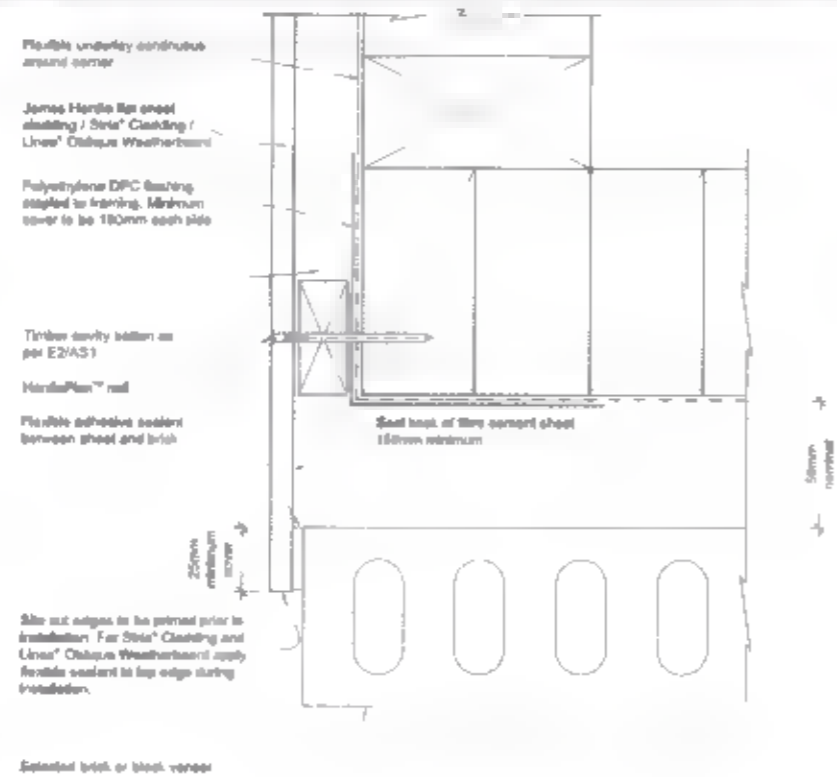 Flexible underlay continuous
around corner
James Hardie flat sheet
cladding / Stria® Cladding /
Linea® Oblique Weatherboard
Polyethylene DPC flashing
stapled to framing. Minimum
cover to be 180mm each side
Timber cavity batten as
per E2/AS1
HardieFlex™ nail
Flexible adhesive sealant
between sheet and brick
Seal back of fibre cement sheet
150mm minimum
50mm
nominal
25mm
minimum
cover
Site cut edges to be primed prior to
installation. For Stria® Cladding and
Linea® Oblique Weatherboard apply
flexible sealant to lap edge during
installation.
Selected brick or block veneer